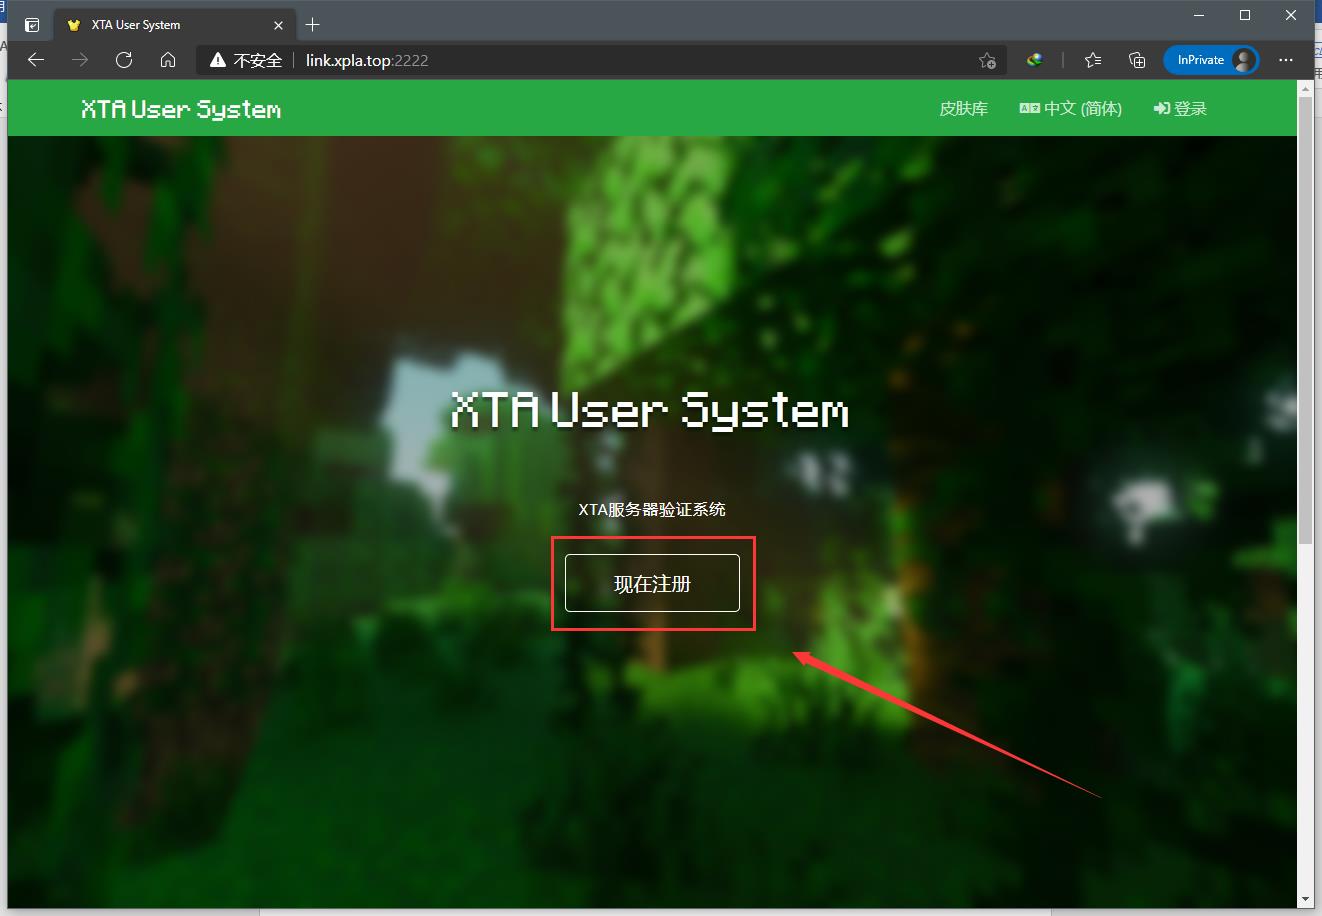 XTA User System
不安全
link.xpla.top:2222
InPrivate
XTA User System
皮肤库
中文 (简体)
登录
XTA User System
XTA服务器验证系统
现在注册